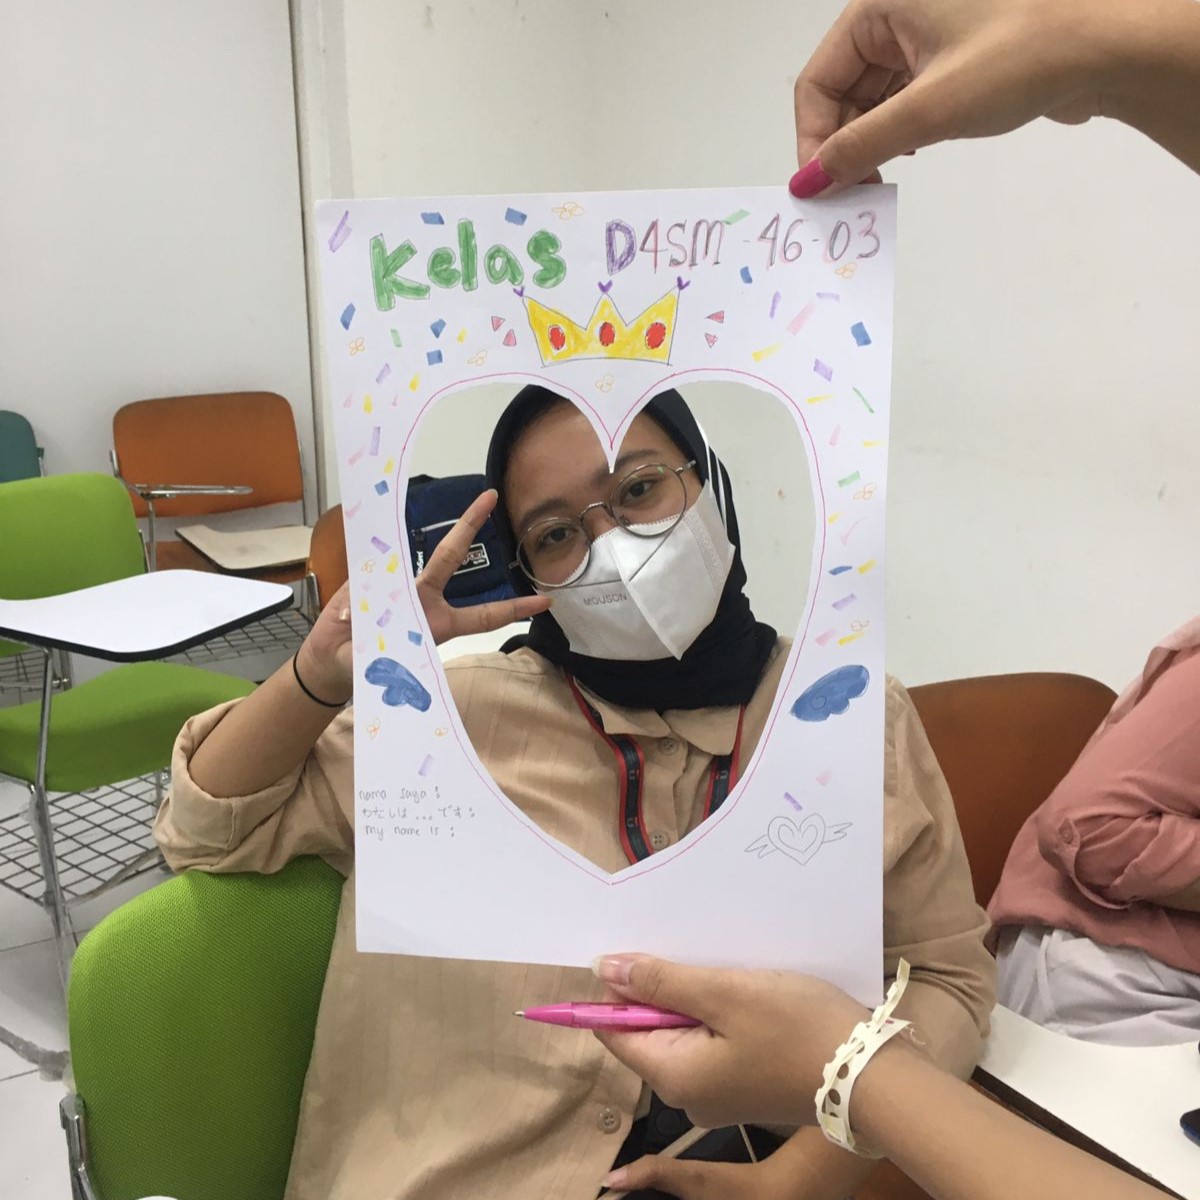 Kelas D4SM - 46-03
MOUSON
nama saya :
わたしは ... です :
my name is :